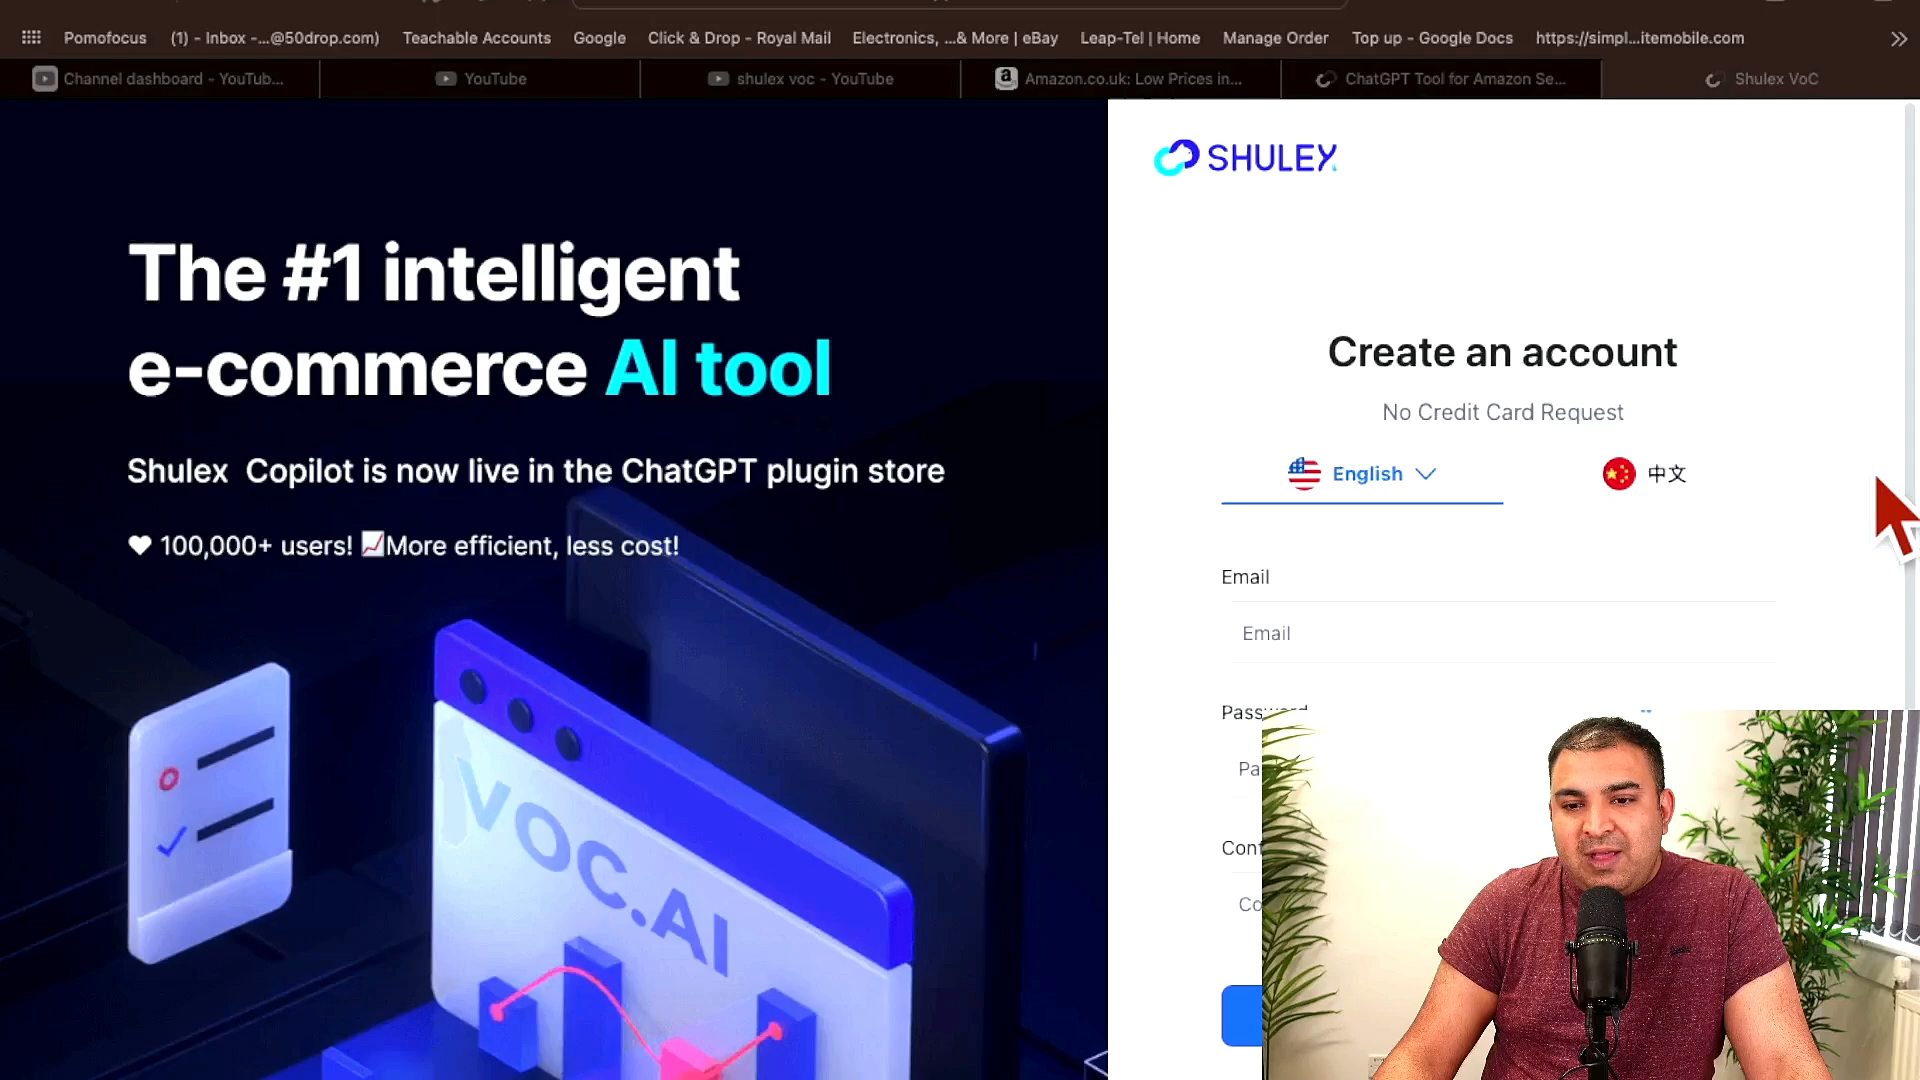 Pomofocus
(1) - Inbox -...@50drop.com)
Teachable Accounts
Google
Click & Drop - Royal Mail
Electronics, ...& More | eBay
Leap-Tel | Home
Manage Order
Top up - Google Docs
https://simpl...itemobile.com
Channel dashboard - YouTub...
YouTube
shulex voc - YouTube
Amazon.co.uk: Low Prices in...
ChatGPT Tool for Amazon Se...
Shulex VoC
The #1 intelligent
e-commerce AI tool
Shulex Copilot is now live in the ChatGPT plugin store
100,000+ users! More efficient, less cost!
VOC.AI
SHULEX
Create an account
No Credit Card Request
English
中文
Email
Email
Password
Pa
Con
Co